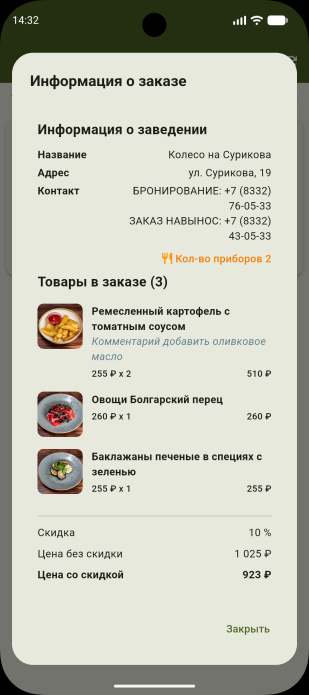 14:32
Информация о заказе
Информация о заведении
Название Колесо на Сурикова
Адрес ул. Сурикова, 19
Контакт БРОНИРОВАНИЕ: +7 (8332)
76-05-33
ЗАКАЗ НАВЫНОС: +7 (8332)
43-05-33
Кол-во приборов 2
Товары в заказе (3)
Ремесленный картофель с
томатным соусом
Комментарий добавить оливковое
масло
255 ₽ x 2 510 ₽
Овощи Болгарский перец
260 ₽ x 1 260 ₽
Баклажаны печеные в специях с
зеленью
255 ₽ x 1 255 ₽
Скидка 10 %
Цена без скидки 1 025 ₽
Цена со скидкой 923 ₽
Закрыть